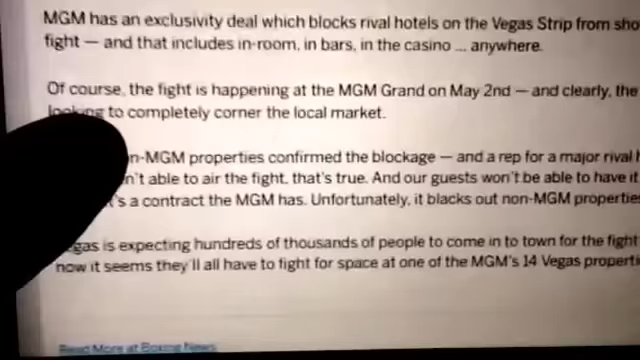 MGM has an exclusivity deal which blocks rival hotels on the Vegas Strip from
fight — and that includes in-room, in bars, in the casino ... anywhere.
Of course, the fight is happening at the MGM Grand on May 2nd — and clearly, the
looking to completely corner the local market.
n-MGM properties confirmed the blockage — and a rep for a major rival
n't able to air the fight, that's true. And our guests won't be able to have it
's a contract the MGM has. Unfortunately, it blacks out non-MGM properties
gas is expecting hundreds of thousands of people to come in to town for the fight
now it seems they'll all have to fight for space at one of the MGM's 14 Vegas
Read More at Boxing News